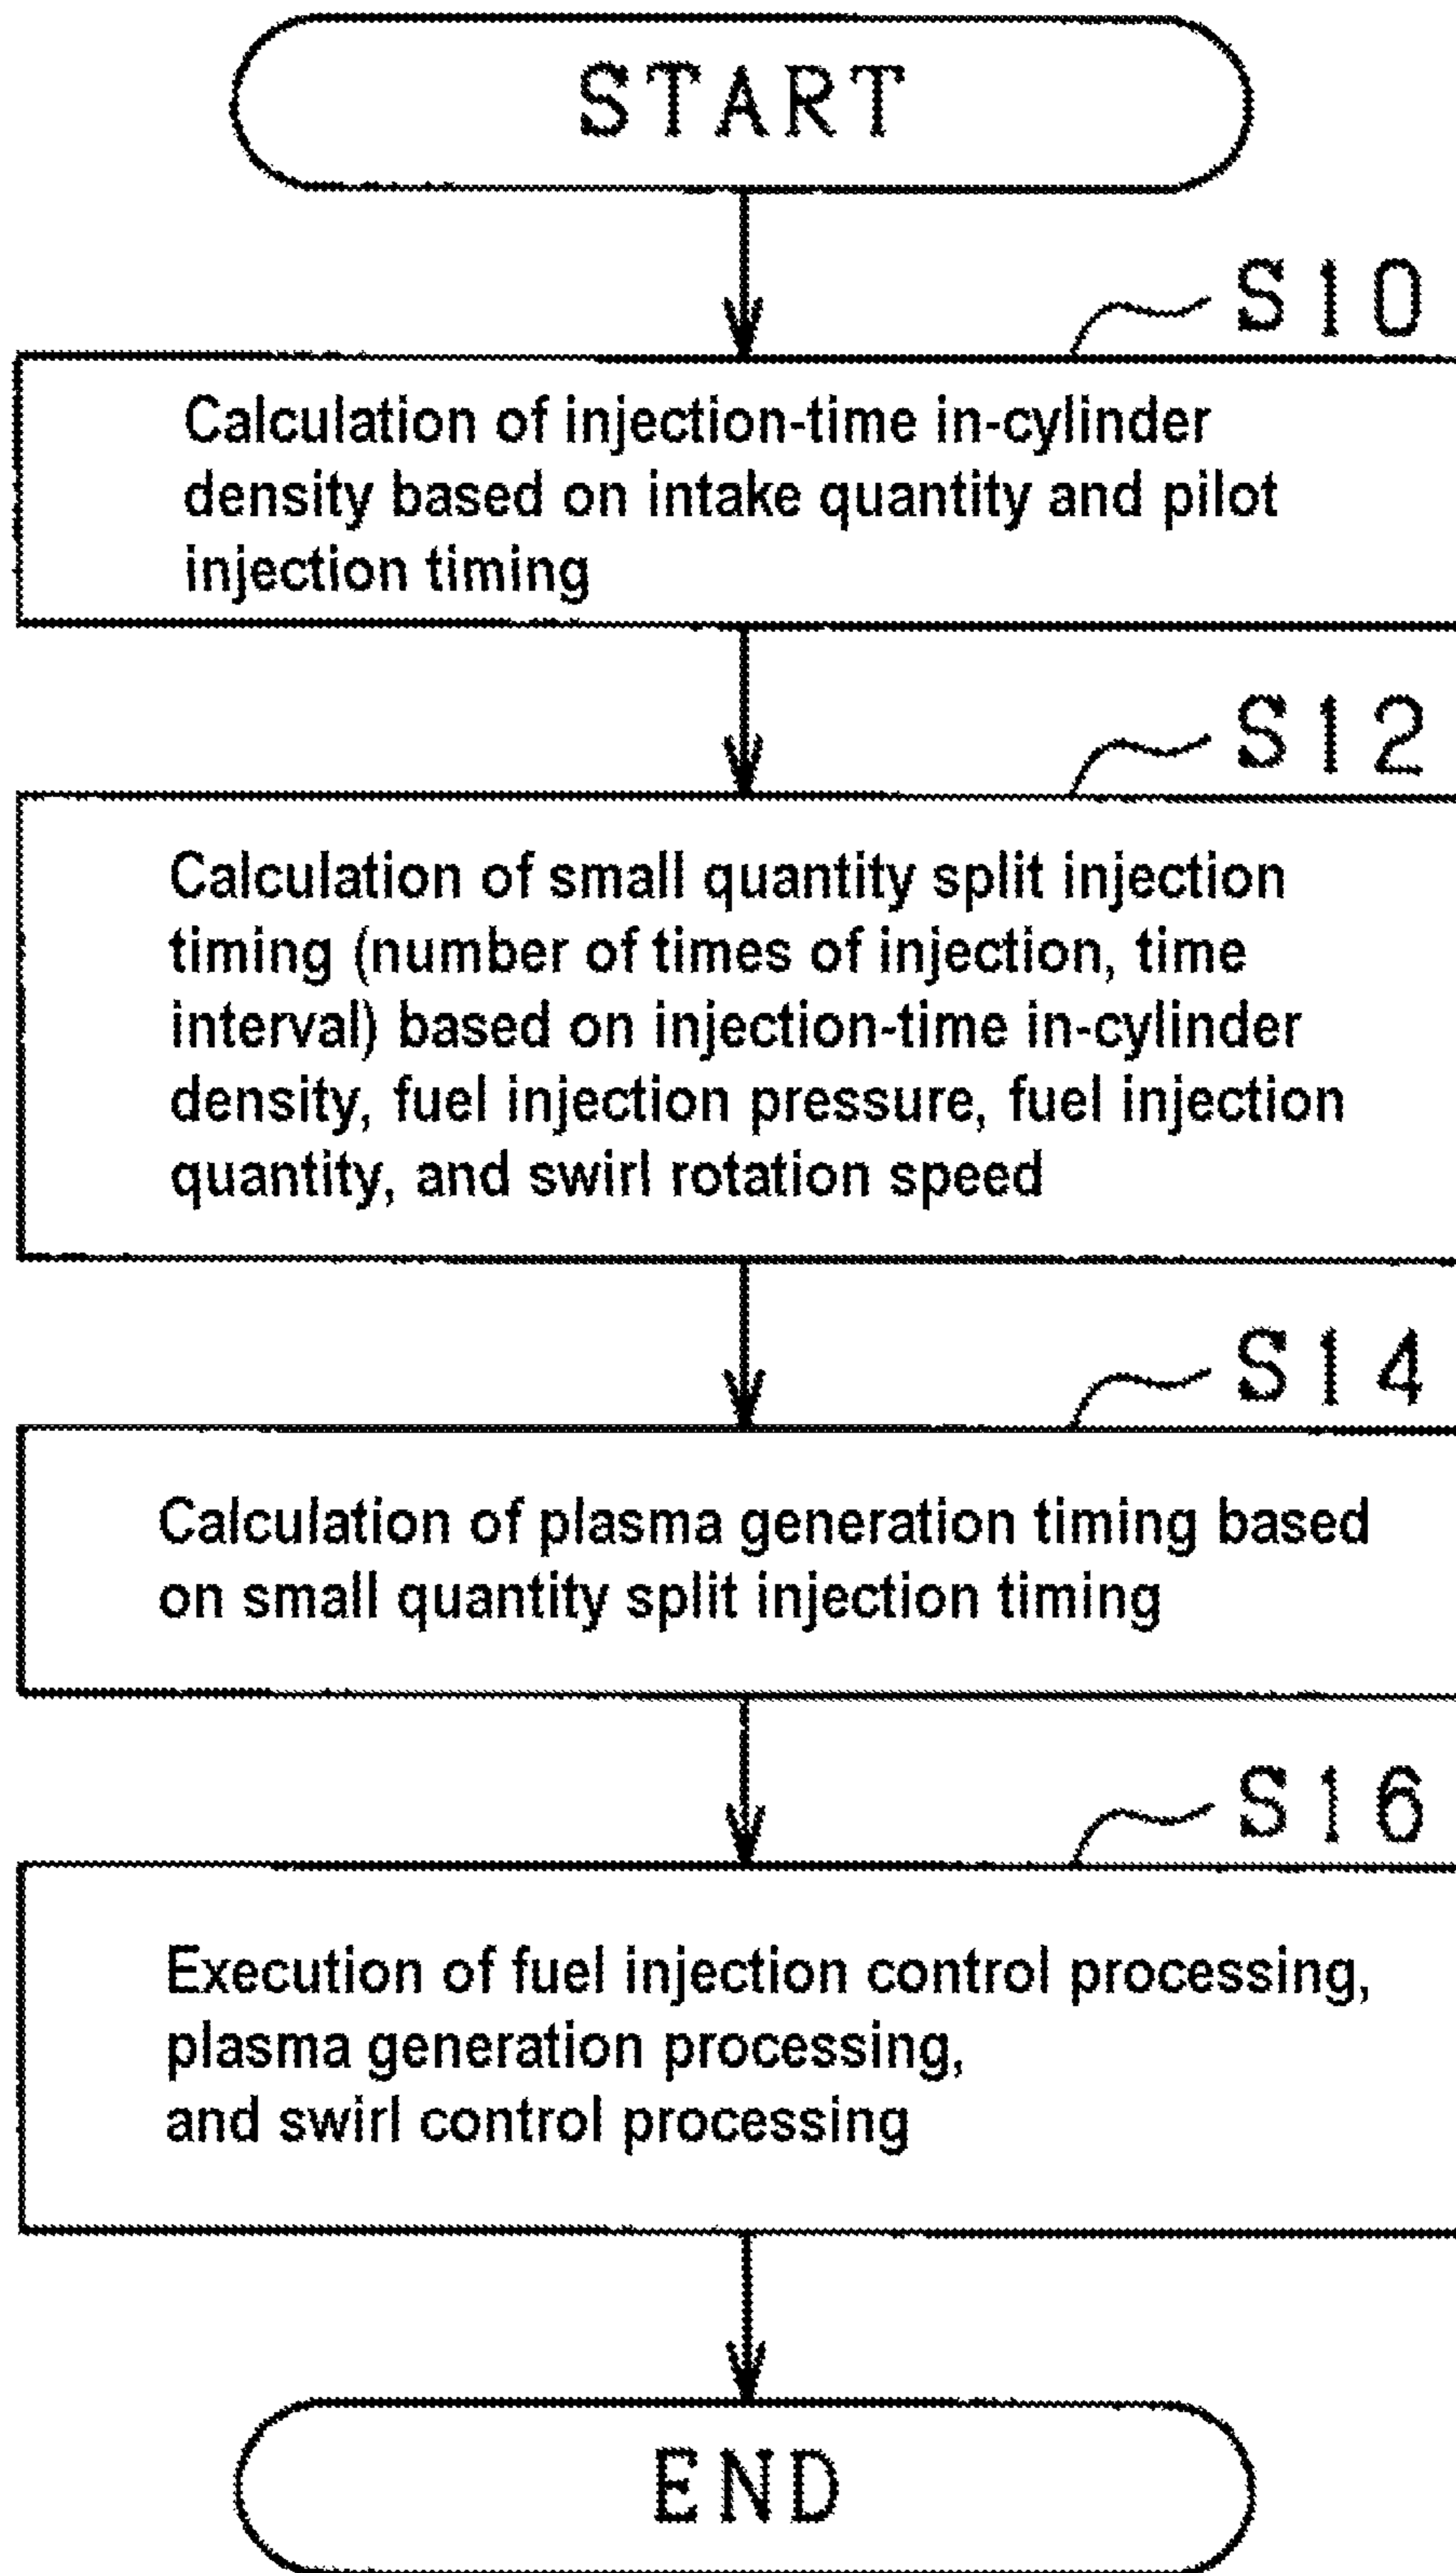 START
S10
Calculation of injection-time in-cylinder
density based on intake quantity and pilot
injection timing
S12
Calculation of small quantity split injection
timing (number of times of injection, time
interval) based on injection-time in-cylinder
density, fuel injection pressure, fuel injection
quantity, and swirl rotation speed
S14
Calculation of plasma generation timing based
on small quantity split injection timing
S16
Execution of fuel injection control processing,
plasma generation processing,
and swirl control processing
END